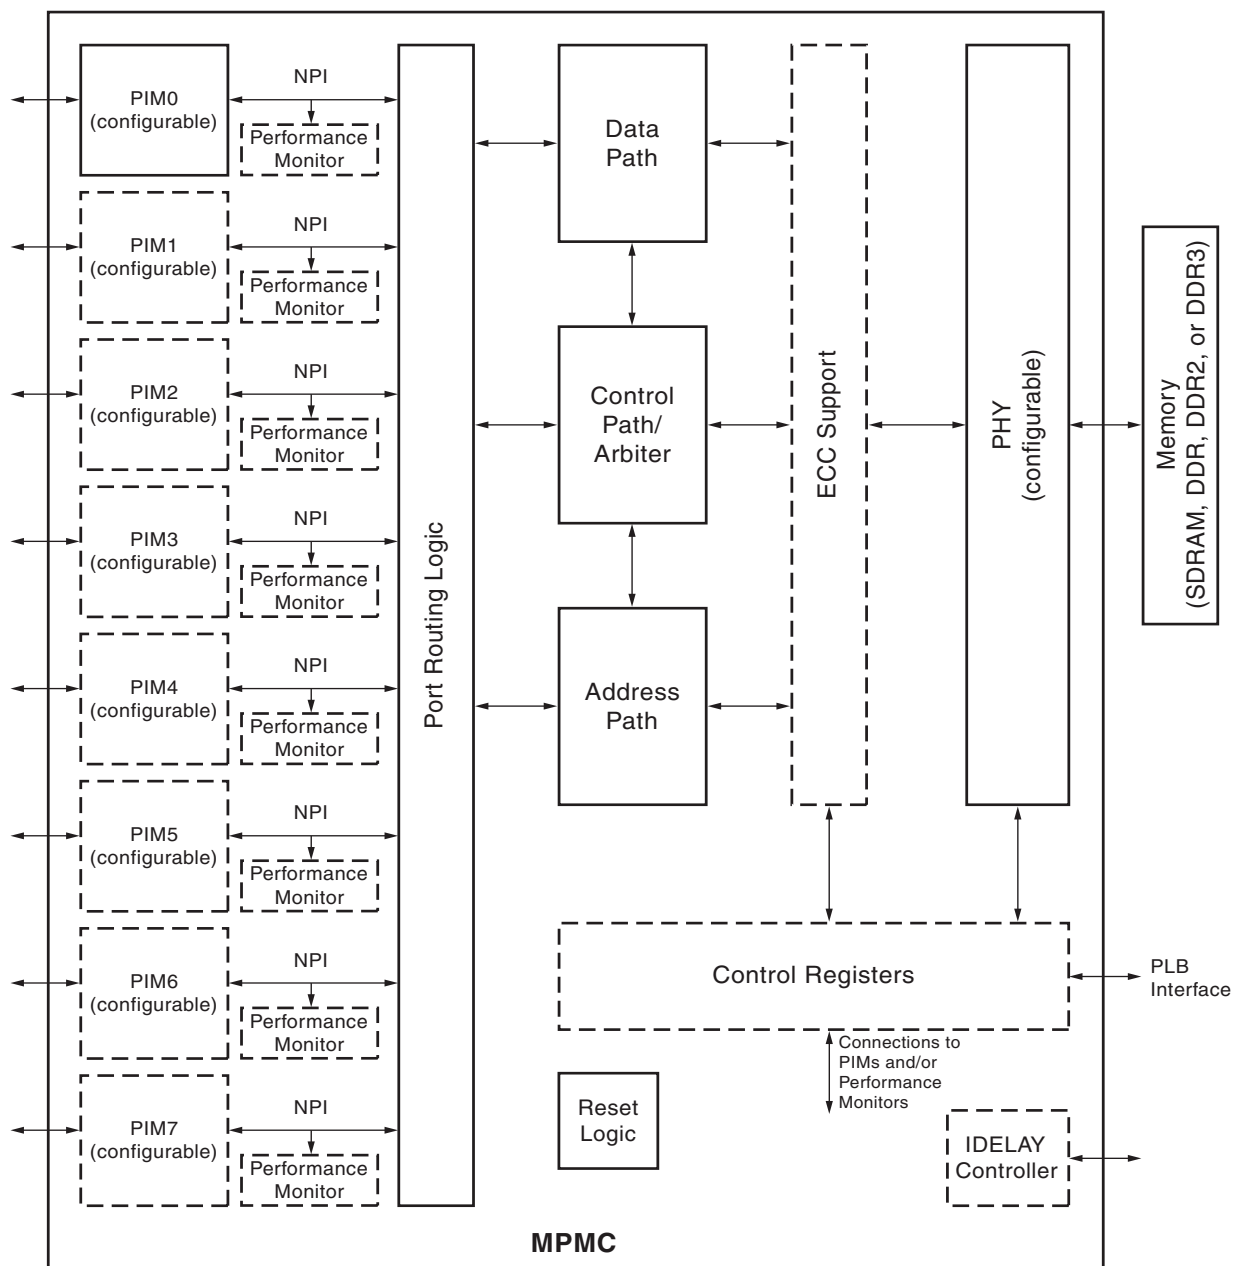 PIM0
(configurable)
NPI
Performance
Monitor
PIM1
(configurable)
NPI
Performance
Monitor
PIM2
(configurable)
NPI
Performance
Monitor
PIM3
(configurable)
NPI
Performance
Monitor
PIM4
(configurable)
NPI
Performance
Monitor
PIM5
(configurable)
NPI
Performance
Monitor
PIM6
(configurable)
NPI
Performance
Monitor
PIM7
(configurable)
NPI
Performance
Monitor
Port Routing Logic
Data
Path
Control
Path/
Arbiter
Address
Path
ECC Support
PHY
(configurable)
Memory
(SDRAM, DDR, DDR2, or DDR3)
Control Registers
PLB
Interface
Connections to
PIMs and/or
Performance
Monitors
Reset
Logic
IDELAY
Controller
MPMC